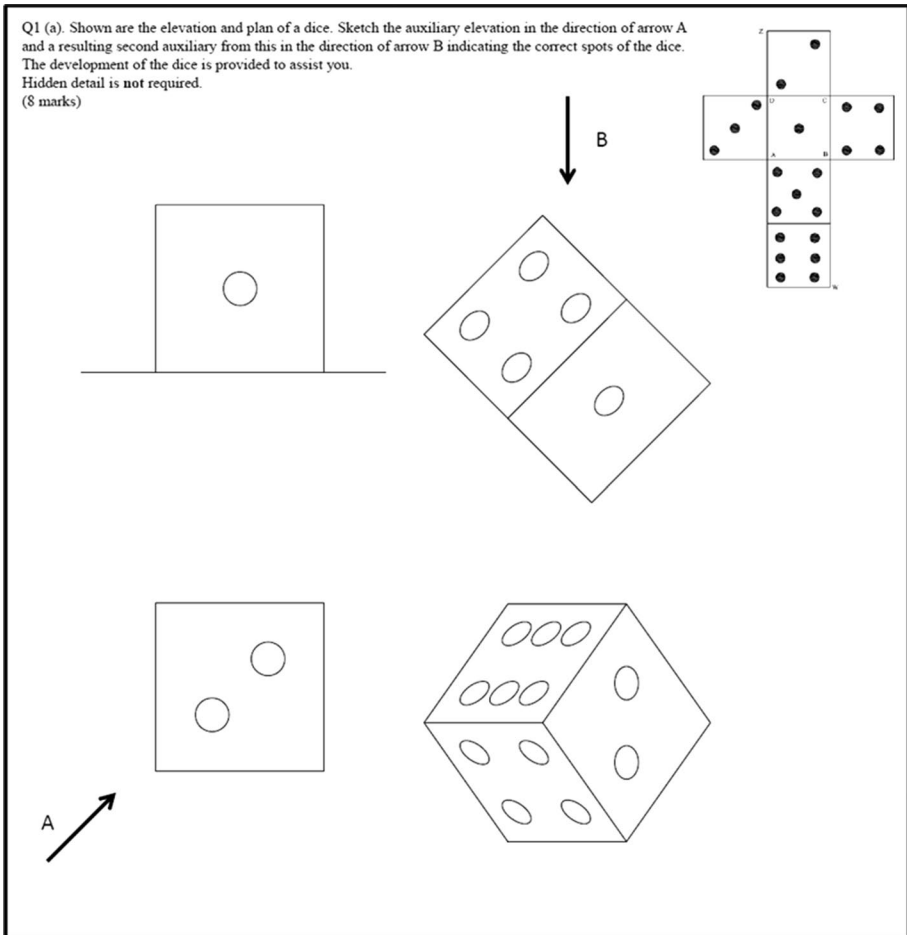 Q1 (a). Shown are the elevation and plan of a dice. Sketch the auxiliary elevation in the direction of arrow A
and a resulting second auxiliary from this in the direction of arrow B indicating the correct spots of the dice.
The development of the dice is provided to assist you.
Hidden detail is not required.
(8 marks)
Z
D C
B
A B
W
A